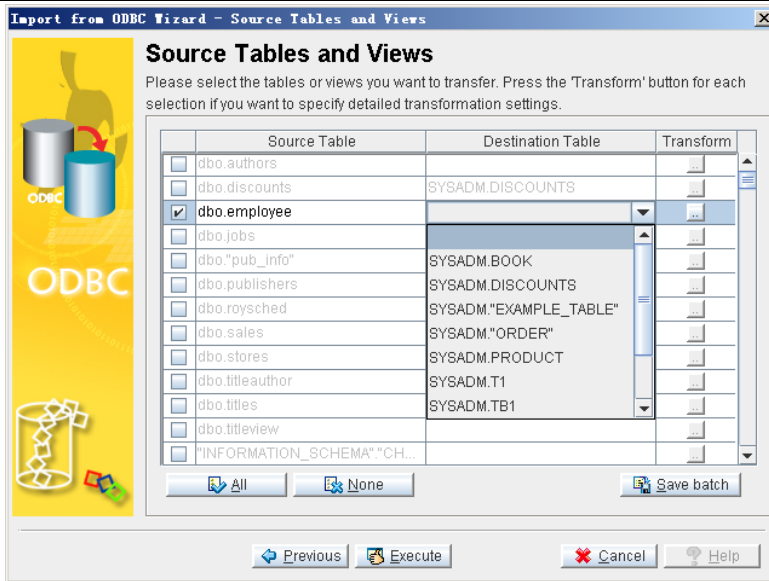 Import from ODBC Wizard - Source Tables and Views
Source Tables and Views
Please select the tables or views you want to transfer. Press the 'Transform' button for each
selection if you want to specify detailed transformation settings.
Source Table Destination Table Transform
dbo.authors ..
dbo.discounts SYSADM.DISCOUNTS ..
dbo.employee ..
dbo.jobs ..
dbo."pub_info" SYSADM.BOOK ..
dbo.publishers SYSADM.DISCOUNTS ..
dbo.roysched SYSADM."EXAMPLE_TABLE" ..
dbo.sales SYSADM."ORDER" ..
dbo.stores SYSADM.PRODUCT ..
dbo.titleauthor SYSADM.T1 ..
dbo.titles SYSADM.TB1 ..
dbo.titleview ..
"INFORMATION_SCHEMA"."CH... ..
ODBC
ODBC
All None Save batch
Previous Execute Cancel Help